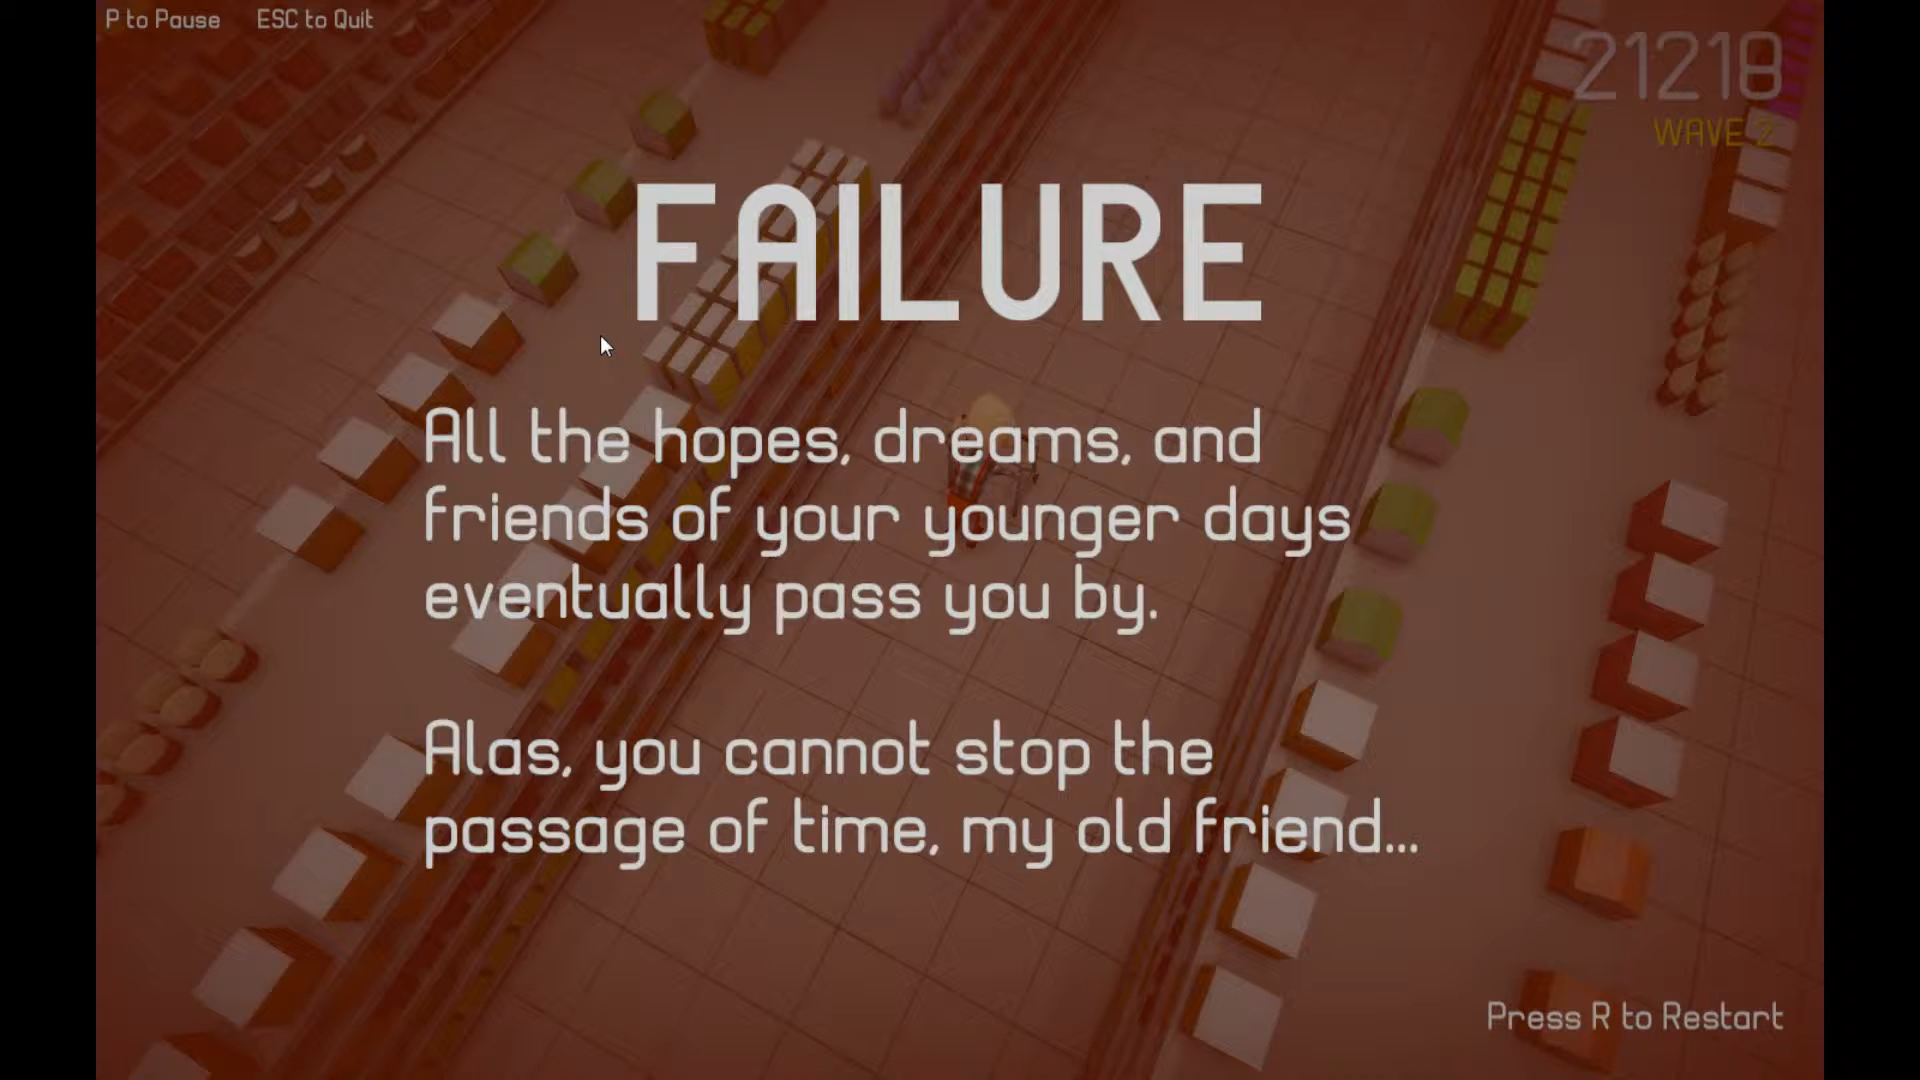 P to Pause ESC to Quit
21218
WAVE 2
FAILURE
All the hopes, dreams, and
friends of your younger days
eventually pass you by.
Alas, you cannot stop the
passage of time, my old friend...
Press R to Restart